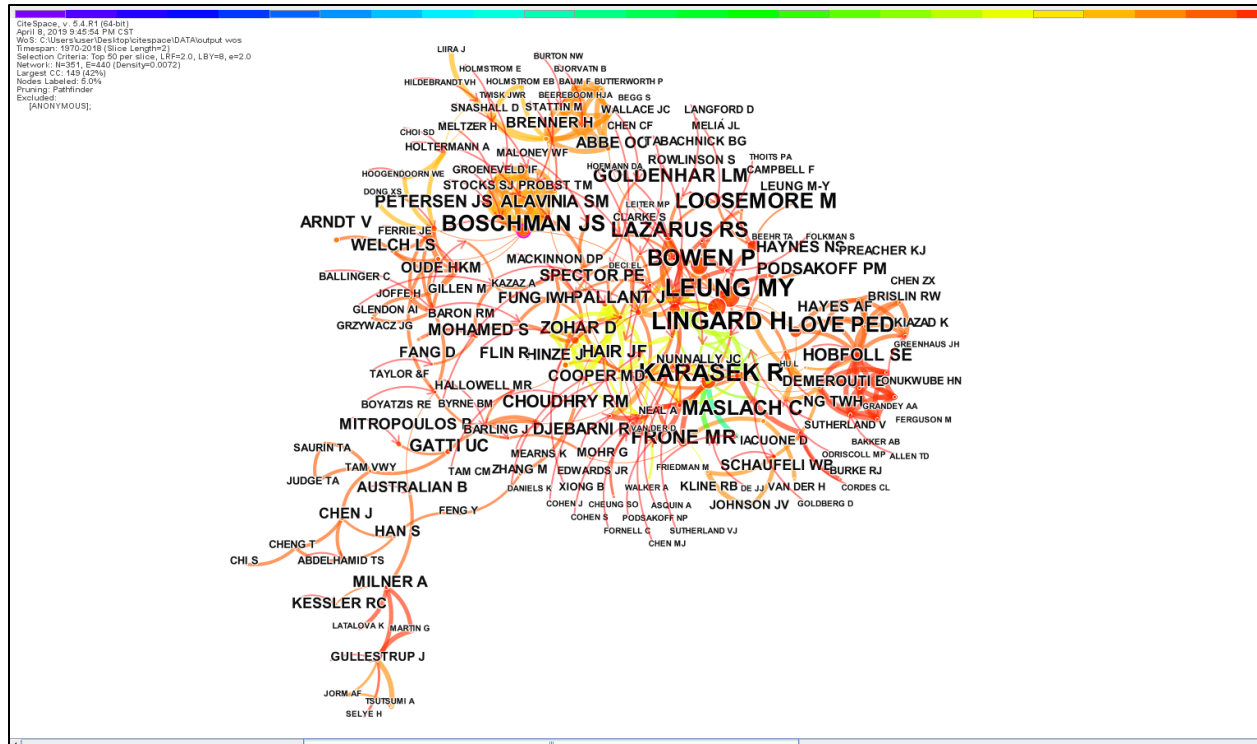 CiteSpace, v. 5.4.R1 (64-bit)
April 8, 2019 9:45:54 PM CST
WoS: C:\Users\user\Desktop\citespace\DATA\output wos
Timespan: 1970-2018 (Slice Length=2)
Selection Criteria: Top 50 per slice, LRF=2.0, LBY=8, e=2.0
Network: N=351, E=440 (Density=0.0072)
Largest CC: 149 (42%)
Nodes Labeled: 5.0%
Pruning: Pathfinder
Excluded:
[ANONYMOUS];
LIIRA J
BURTON NW
HOLMSTROM E
BJORVATN B
HILDEBRANDT VH
HOLMSTROM EB
BAUM F
BUTTERWORTH P
TWISK JWR
BEEREBOOM HJA
BEGG S
SNASHALL D
STATTIN M
WALLACE JC
LANGFORD D
MELTZER H
BRENNER H
CHEN CF
MELIÁ JL
CHOI SD
HOLTERMANN A
MALONEY WF
ABBE OO
TABACHNICK BG
HOOGENDOORN WE
GROENEVELD IF
HOFMANN DA
ROWLINSON S
THOITS PA
CAMPBELL F
GOLDENHAR LM
DONG XS
STOCKS SJ
PROBST TM
LEITER MP
LEUNG M-Y
PETERSEN JS
ALAVINIA SM
LOOSEMORE M
ARNDT V
FERRIE JE
BOSCHMAN JS
CLARKE S
LAZARUS RS
BEEHR TA
FOLKMAN S
WELCH LS
MACKINNON DP
BOWEN P
HAYNES NS
PREACHER KJ
BALLINGER C
OUDE HKM
DECI EL
SPECTOR PE
PODSAKOFF PM
JOFFE H
GILLEN M
KAZAZ A
LEUNG MY
CHEN ZX
GLENDON AI
BARON RM
FUNG IWH
PALLANT J
HAYES AF
BRISLIN RW
GRZYWACZ JG
MOHAMED S
ZOHAR D
LINGARD H
LOVE PED
KIAZAD K
FANG D
FLIN R
HINZE J
HAIR JF
NUNNALLY JC
HU L
HOBFOLL SE
GREENHAUS JH
TAYLOR &F
HALLOWELL MR
COOPER MD
KARASEK R
DEMEROUTI E
ONUKWUBE HN
BOYATZIS RE
BYRNE BM
CHOUDHRY RM
NEAL A
MASLACH C
NG TWH
GRANDEY AA
FERGUSON M
MITROPOULOS P
BARLING J
DJEBARNI R
VAN DER D
SUTHERLAND V
SAURIN TA
GATTI UC
FRONE MR
IACUONE D
BAKKER AB
ALLEN TD
TAM VWY
MEARNS K
MOHR G
ODRISCOLL MP
JUDGE TA
TAM CM
ZHANG M
EDWARDS JR
FRIEDMAN M
SCHAUFELI WB
BURKE RJ
AUSTRALIAN B
DANIELS K
XIONG B
WALKER A
KLINE RB
DE JJ
VAN DER H
CORDES CL
CHEN J
FENG Y
COHEN J
CHEUNG SO
ASQUIN A
JOHNSON JV
GOLDBERG D
HAN S
COHEN S
PODSAKOFF NP
CHENG T
FORNELL C
SUTHERLAND VJ
CHI S
ABDELHAMID TS
CHEN MJ
MILNER A
KESSLER RC
LATALOVA K
MARTIN G
GULLESTRUP J
JORM AF
TSUTSUMI A
SELYE H